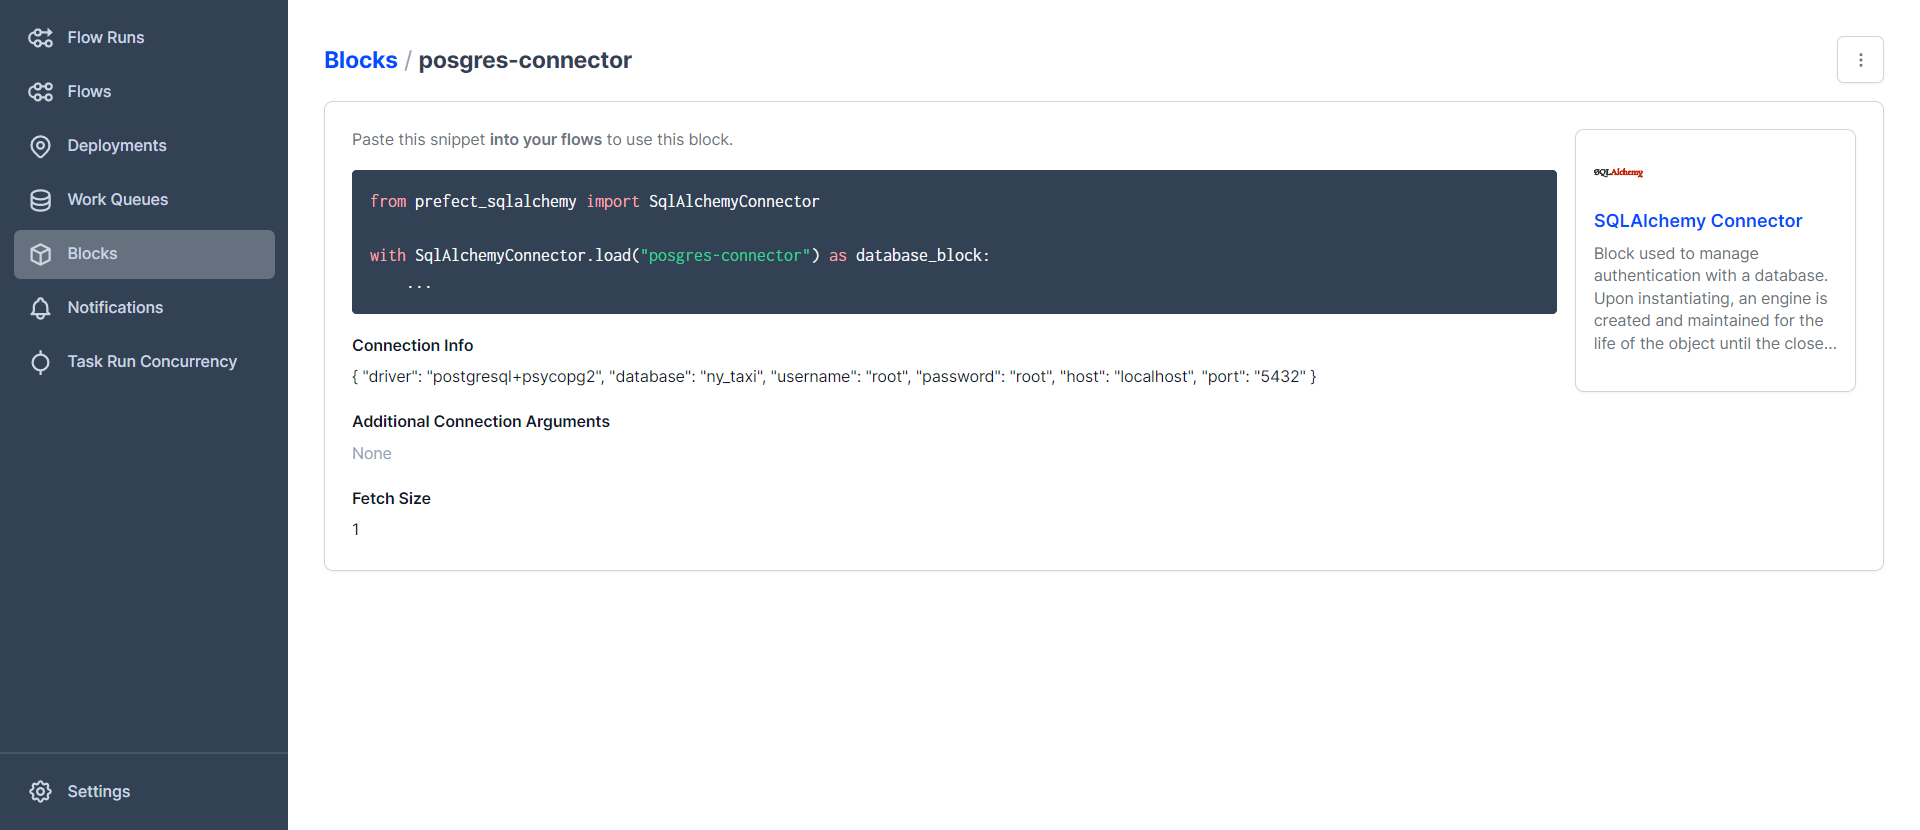 Flow Runs
Flows
Deployments
Work Queues
Blocks
Notifications
Task Run Concurrency
Settings
Blocks / posgres-connector
Paste this snippet into your flows to use this block.
from prefect_sqlalchemy import SqlAlchemyConnector
with SqlAlchemyConnector.load("posgres-connector") as database_block:
...
Connection Info
{ "driver": "postgresql+psycopg2", "database": "ny_taxi", "username": "root", "password": "root", "host": "localhost", "port": "5432" }
Additional Connection Arguments
None
Fetch Size
1
SQLAlchemy
SQLAlchemy Connector
Block used to manage
authentication with a database.
Upon instantiating, an engine is
created and maintained for the
life of the object until the close...